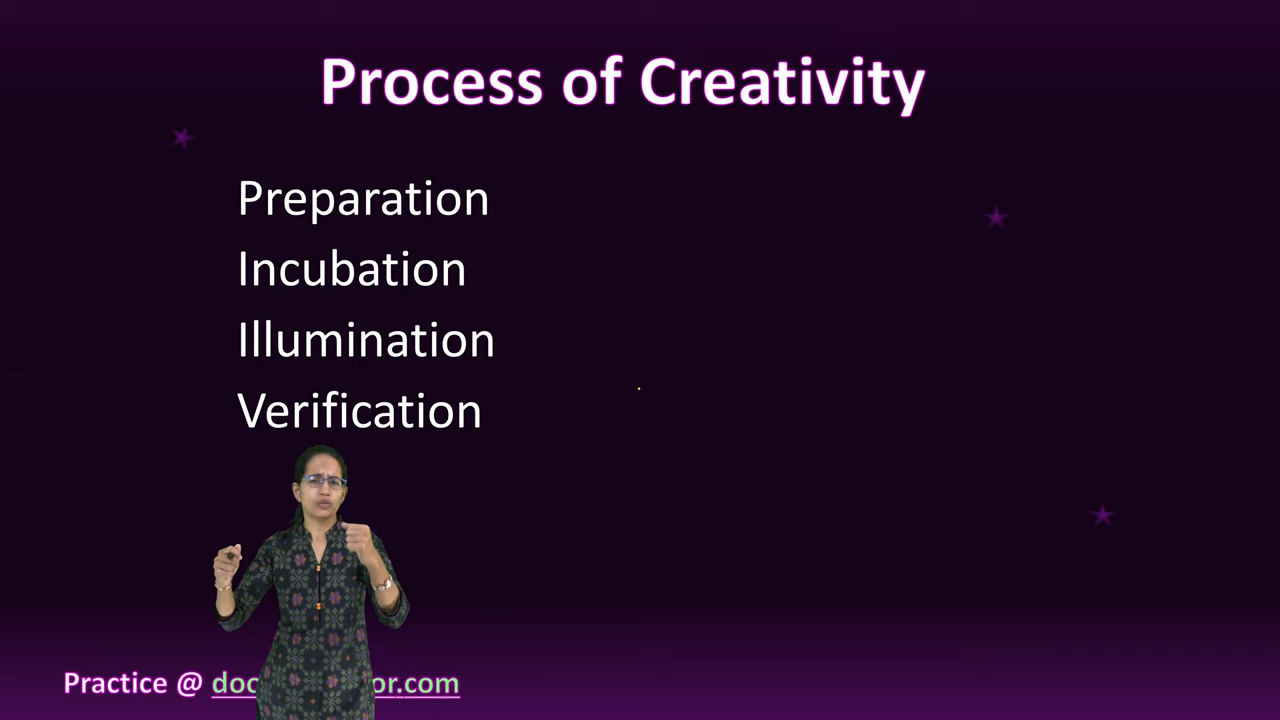 Process of Creativity
Preparation
Incubation
Illumination
Verification
Practice @